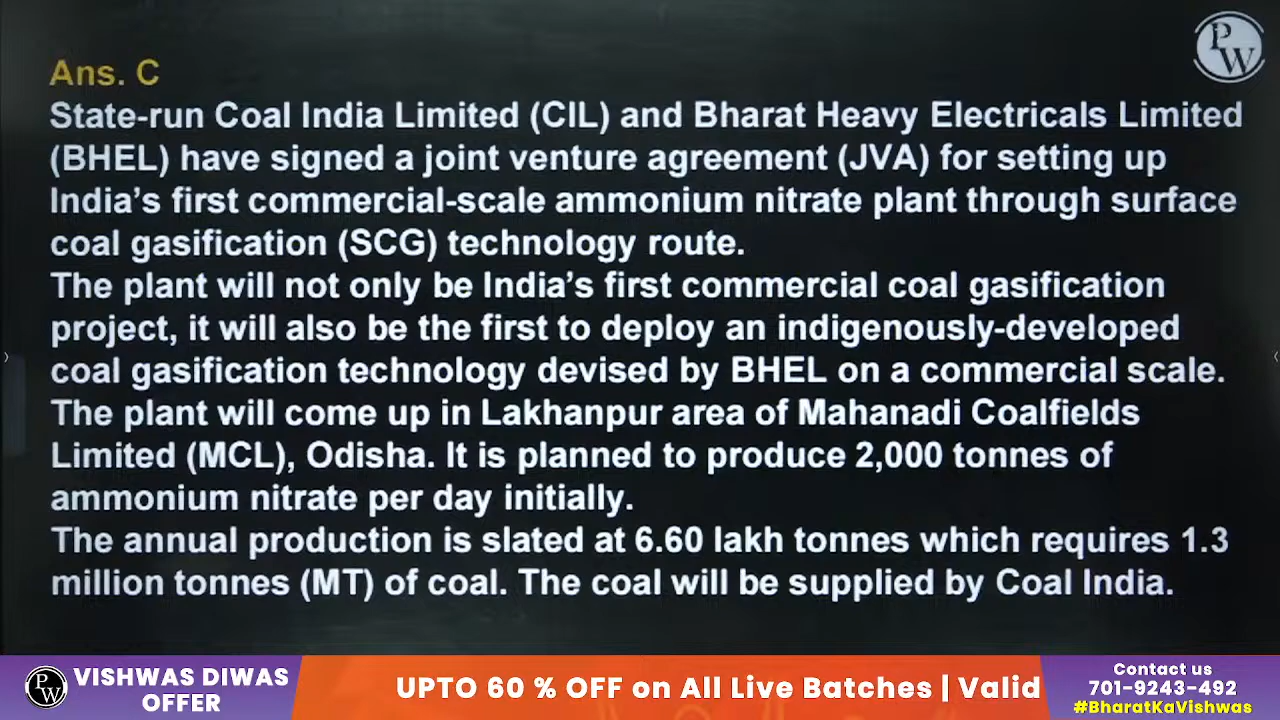 PW
Ans. C
State-run Coal India Limited (CIL) and Bharat Heavy Electricals Limited
(BHEL) have signed a joint venture agreement (JVA) for setting up
India’s first commercial-scale ammonium nitrate plant through surface
coal gasification (SCG) technology route.
The plant will not only be India’s first commercial coal gasification
project, it will also be the first to deploy an indigenously-developed
coal gasification technology devised by BHEL on a commercial scale.
The plant will come up in Lakhanpur area of Mahanadi Coalfields
Limited (MCL), Odisha. It is planned to produce 2,000 tonnes of
ammonium nitrate per day initially.
The annual production is slated at 6.60 lakh tonnes which requires 1.3
million tonnes (MT) of coal. The coal will be supplied by Coal India.
PW
VISHWAS DIWAS
OFFER
UPTO 60 % OFF on All Live Batches | Valid
Contact us
701-9243-492
#BharatKaVishwas